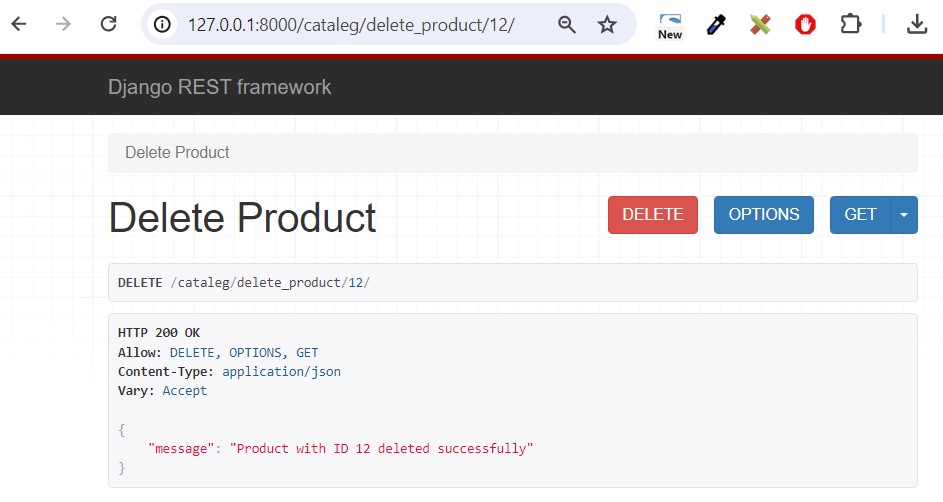 127.0.0.1:8000/cataleg/delete_product/12/
New
Django REST framework
Delete Product
Delete Product
DELETE
OPTIONS
GET
DELETE /cataleg/delete_product/12/
HTTP 200 OK
Allow: DELETE, OPTIONS, GET
Content-Type: application/json
Vary: Accept
{
    "message": "Product with ID 12 deleted successfully"
}